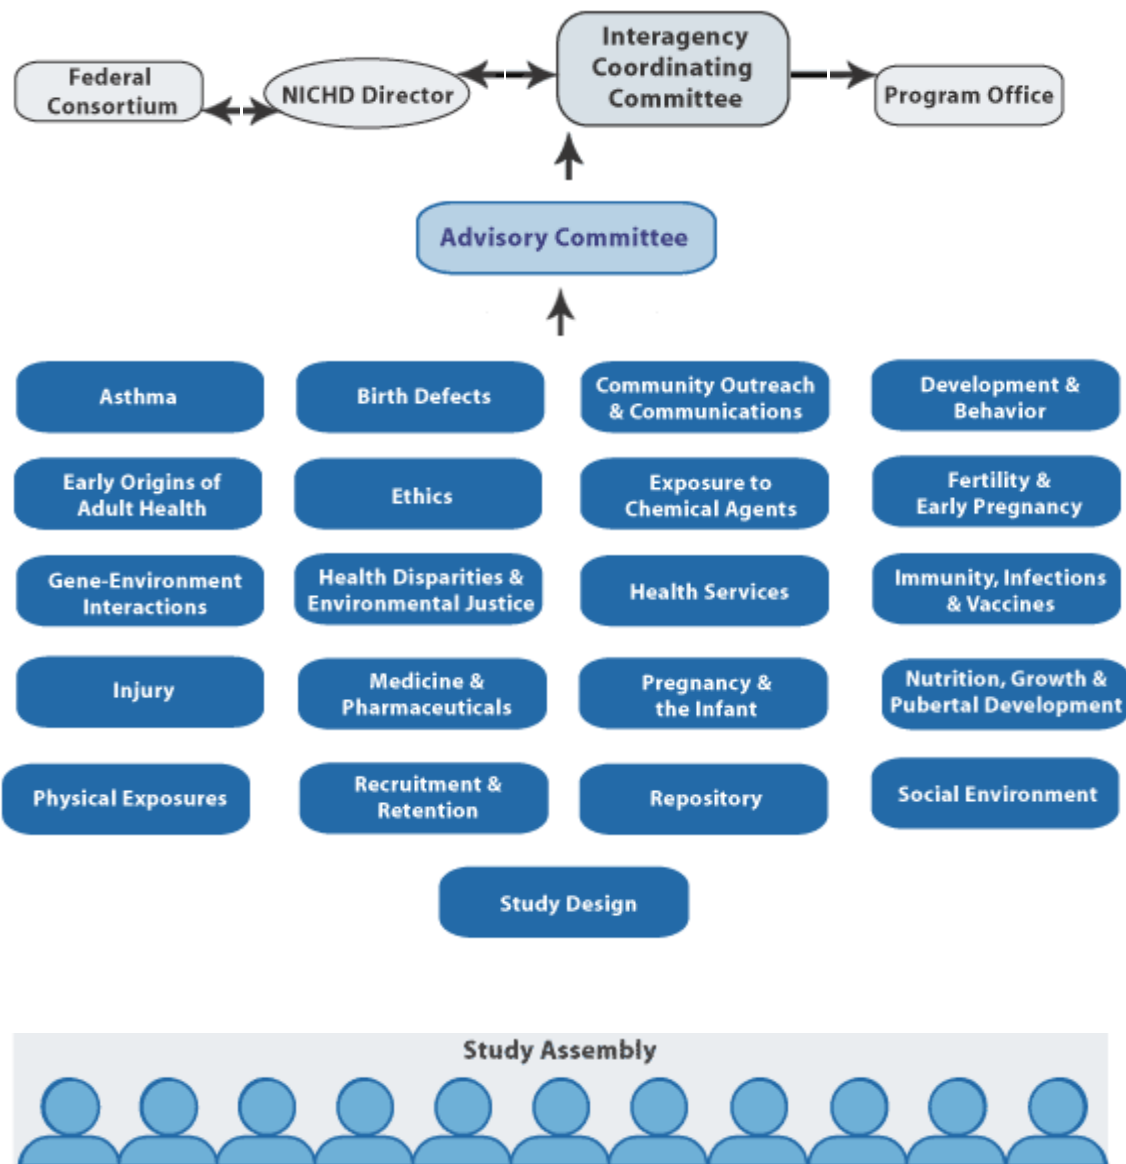 Federal
Consortium
NICHD Director
Interagency
Coordinating
Committee
Program Office
Advisory Committee
Asthma
Birth Defects
Community Outreach
& Communications
Development &
Behavior
Early Origins of
Adult Health
Ethics
Exposure to
Chemical Agents
Fertility &
Early Pregnancy
Gene-Environment
Interactions
Health Disparities &
Environmental Justice
Health Services
Immunity, Infections
& Vaccines
Injury
Medicine &
Pharmaceuticals
Pregnancy &
the Infant
Nutrition, Growth &
Pubertal Development
Physical Exposures
Recruitment &
Retention
Repository
Social Environment
Study Design
Study Assembly